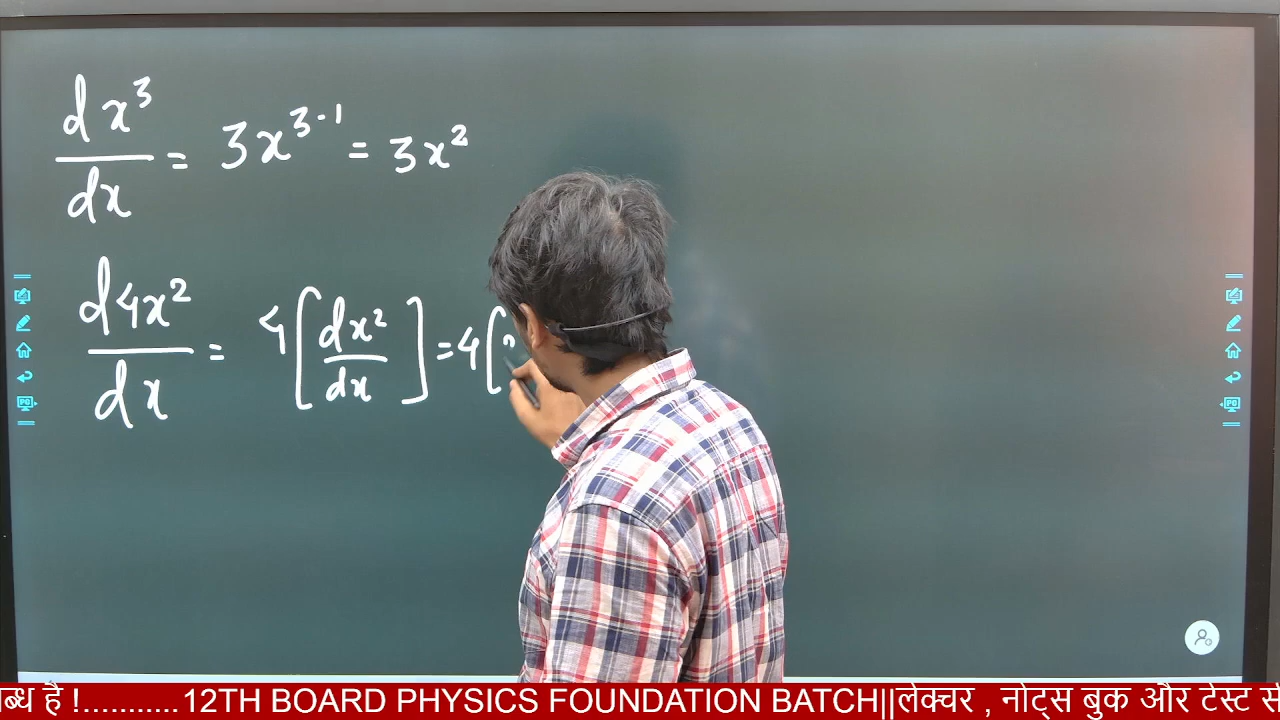 dx³/dx = 3x³⁻¹ = 3x²
d4x²/dx = 4[dx²/dx] = 4[
ब्ध है !...........12TH BOARD PHYSICS FOUNDATION BATCH||लेक्चर , नोट्स बुक और टेस्ट